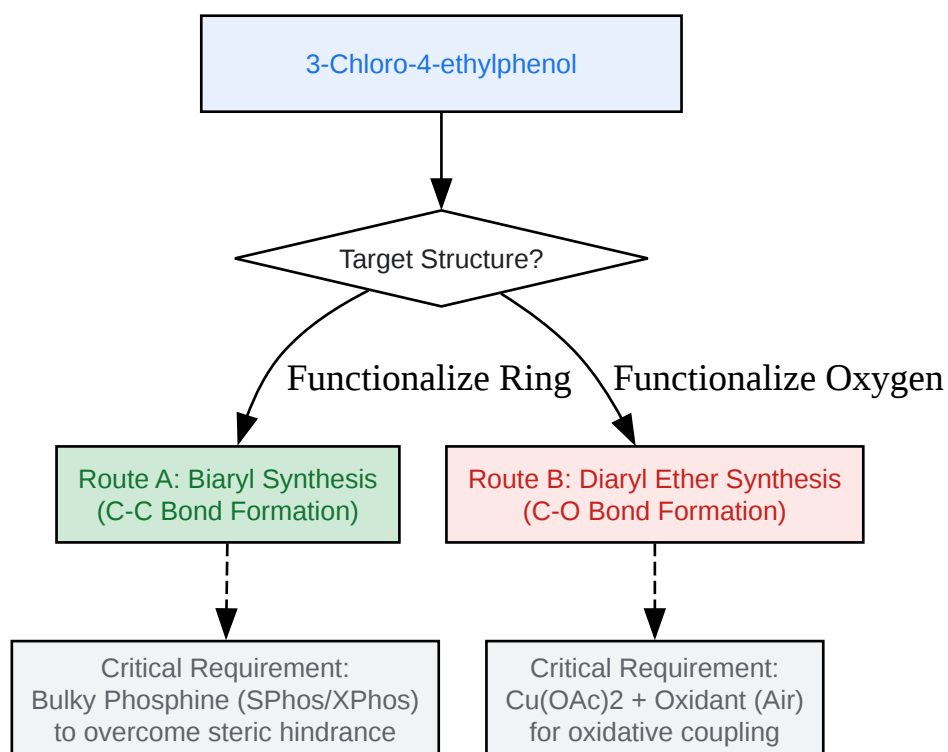 3-Chloro-4-ethylphenol
Target Structure?
Functionalize Ring
Functionalize Oxygen
Route A: Biaryl Synthesis
(C-C Bond Formation)
Route B: Diaryl Ether Synthesis
(C-O Bond Formation)
Critical Requirement:
Bulky Phosphine (SPhos/XPhos)
to overcome steric hindrance
Critical Requirement:
Cu(OAc)2 + Oxidant (Air)
for oxidative coupling